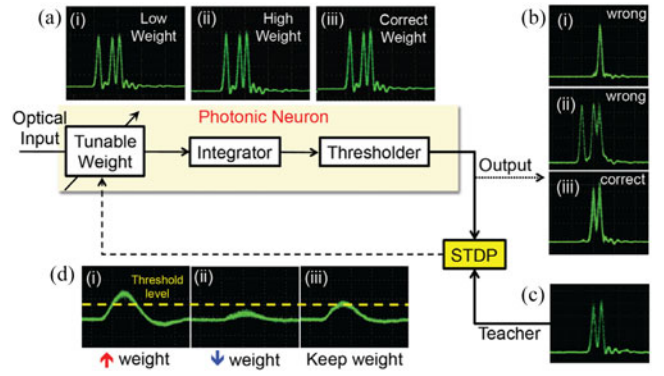 (a)
(i)
Low
Weight
(ii)
High
Weight
(iii)
Correct
Weight
(b)
(i)
wrong
(ii)
wrong
(iii)
correct
Optical
Input
Photonic Neuron
Tunable
Weight
Integrator
Thresholder
Output
STDP
Teacher
(c)
(d)
(i)
Threshold
level
(ii)
(iii)
↑ weight
↓ weight
Keep weight